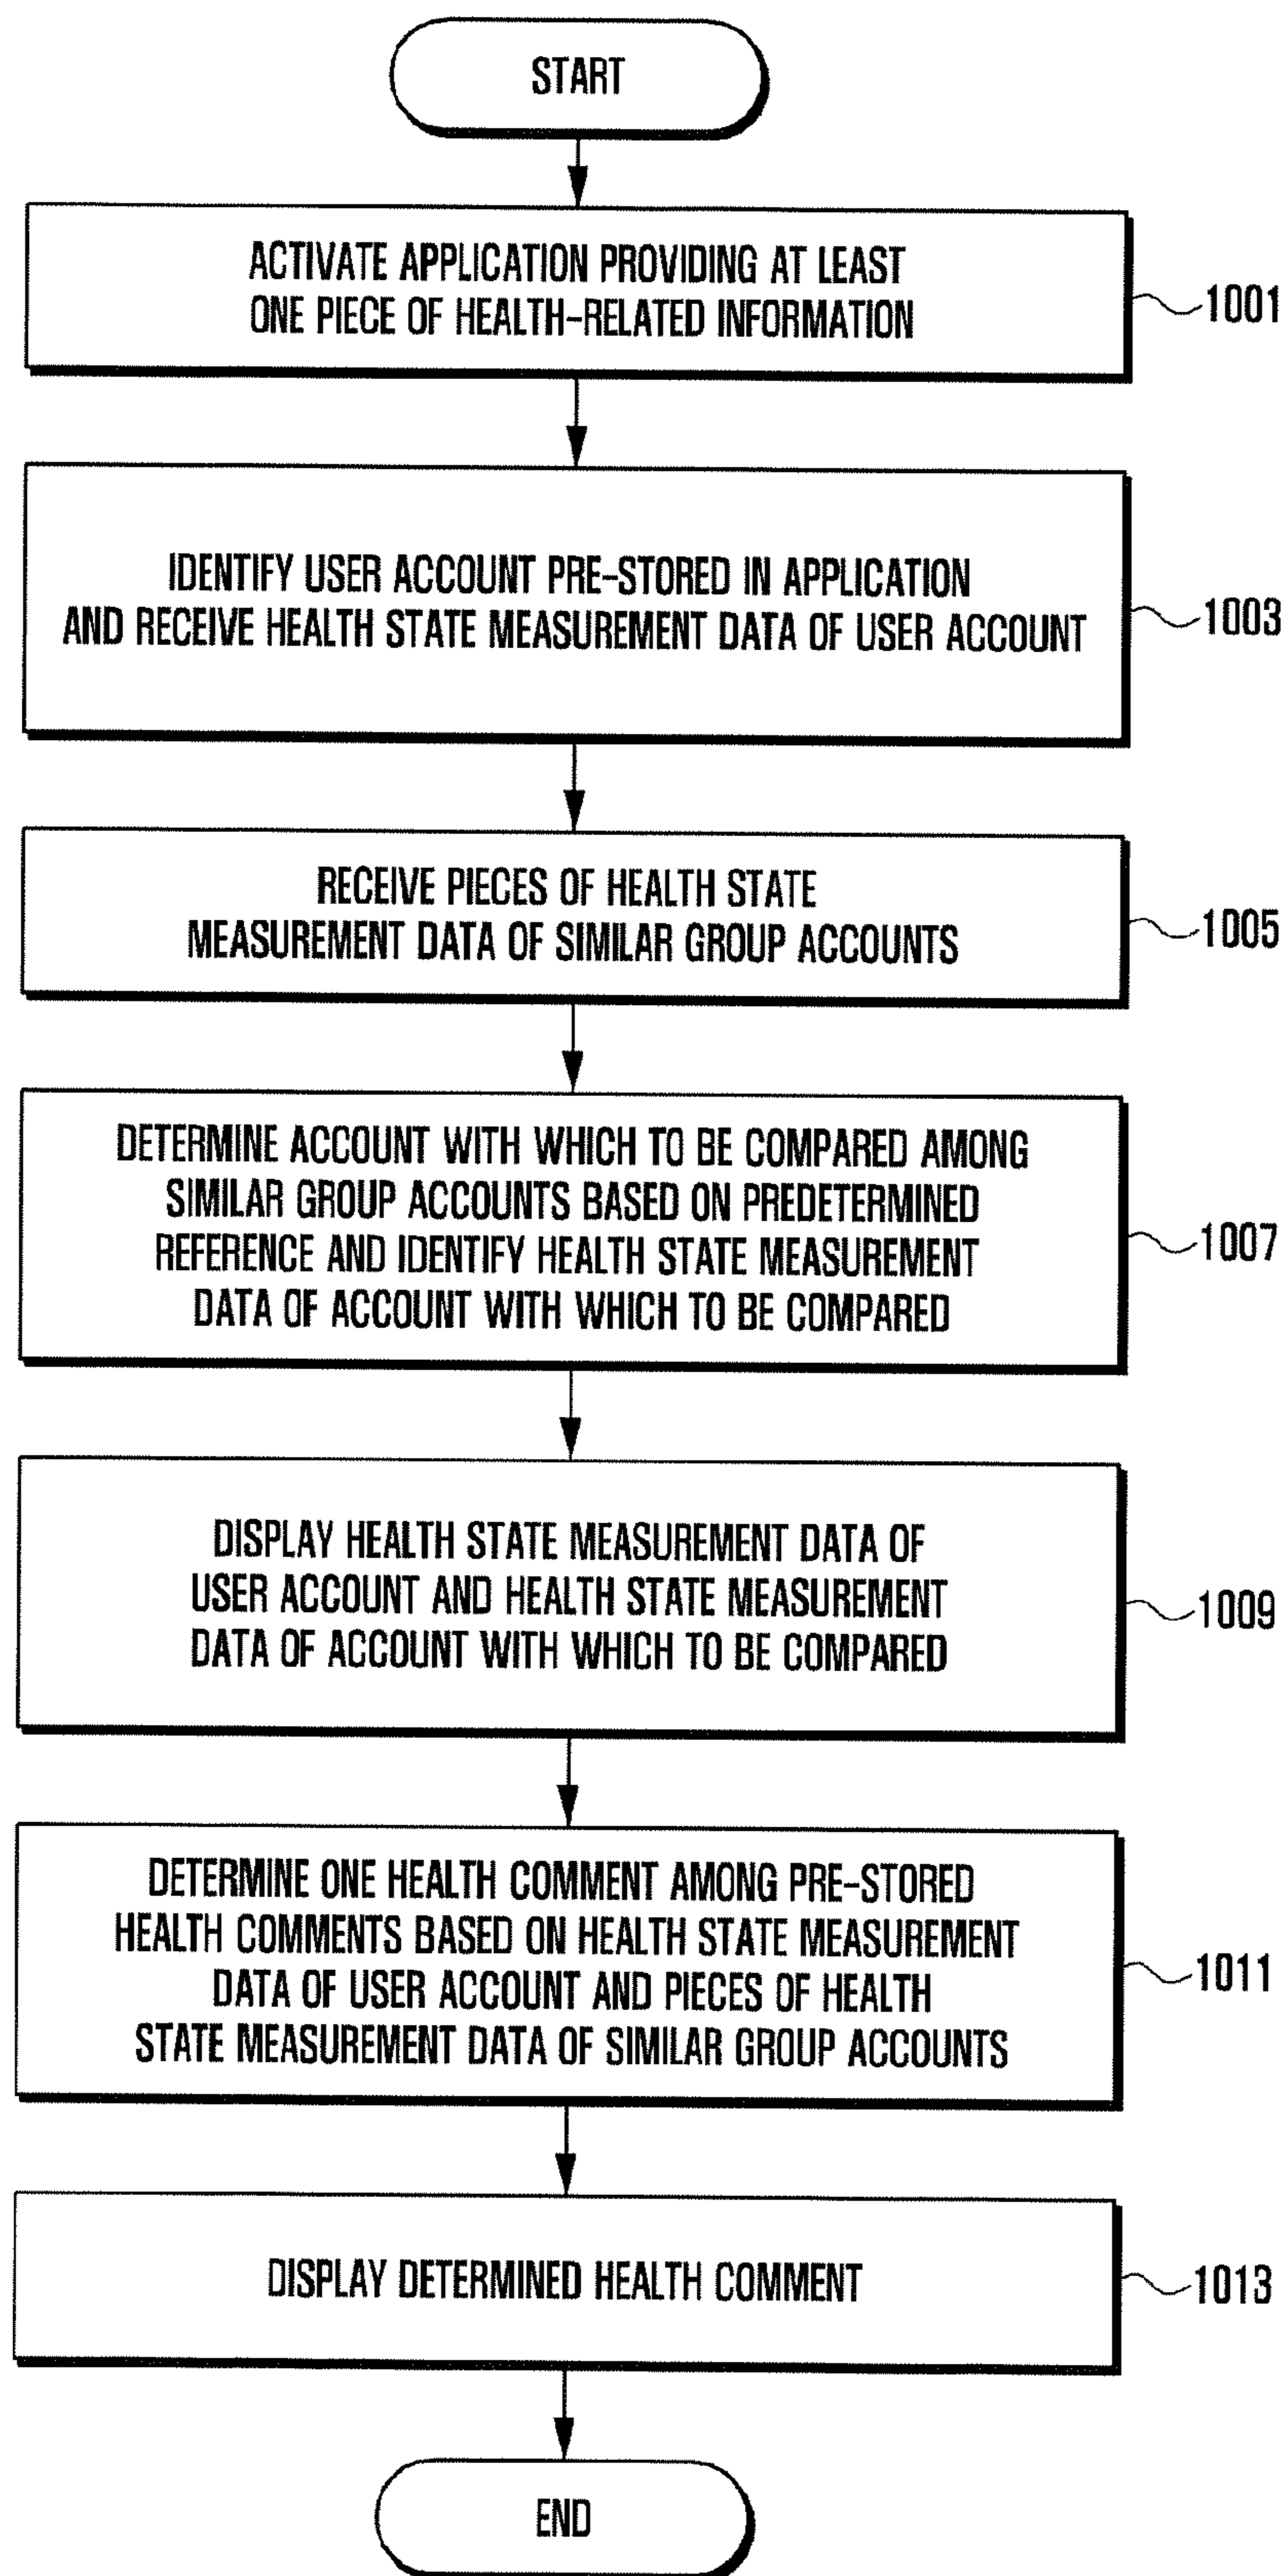 START
ACTIVATE APPLICATION PROVIDING AT LEAST
ONE PIECE OF HEALTH-RELATED INFORMATION
1001
IDENTIFY USER ACCOUNT PRE-STORED IN APPLICATION
AND RECEIVE HEALTH STATE MEASUREMENT DATA OF USER ACCOUNT
1003
RECEIVE PIECES OF HEALTH STATE
MEASUREMENT DATA OF SIMILAR GROUP ACCOUNTS
1005
DETERMINE ACCOUNT WITH WHICH TO BE COMPARED AMONG
SIMILAR GROUP ACCOUNTS BASED ON PREDETERMINED
REFERENCE AND IDENTIFY HEALTH STATE MEASUREMENT
DATA OF ACCOUNT WITH WHICH TO BE COMPARED
1007
DISPLAY HEALTH STATE MEASUREMENT DATA OF
USER ACCOUNT AND HEALTH STATE MEASUREMENT
DATA OF ACCOUNT WITH WHICH TO BE COMPARED
1009
DETERMINE ONE HEALTH COMMENT AMONG PRE-STORED
HEALTH COMMENTS BASED ON HEALTH STATE MEASUREMENT
DATA OF USER ACCOUNT AND PIECES OF HEALTH
STATE MEASUREMENT DATA OF SIMILAR GROUP ACCOUNTS
1011
DISPLAY DETERMINED HEALTH COMMENT
1013
END